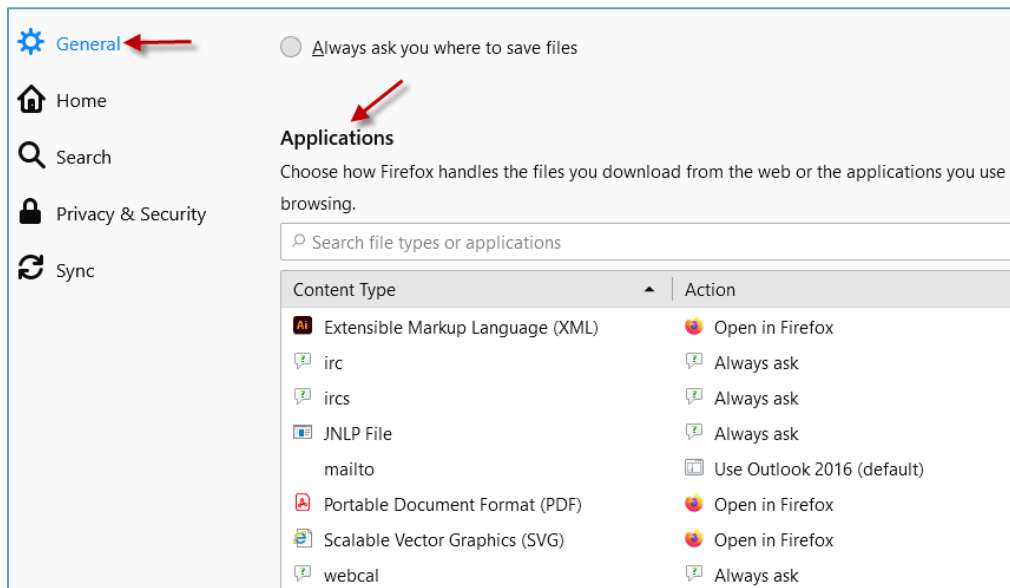 General
Always ask you where to save files
Home
Applications
Search
Choose how Firefox handles the files you download from the web or the applications you use
browsing.
Privacy & Security
Search file types or applications
Sync
Content Type Action
Ai Extensible Markup Language (XML) Open in Firefox
irc Always ask
ircs Always ask
JNLP File Always ask
mailto Use Outlook 2016 (default)
Portable Document Format (PDF) Open in Firefox
Scalable Vector Graphics (SVG) Open in Firefox
webcal Always ask